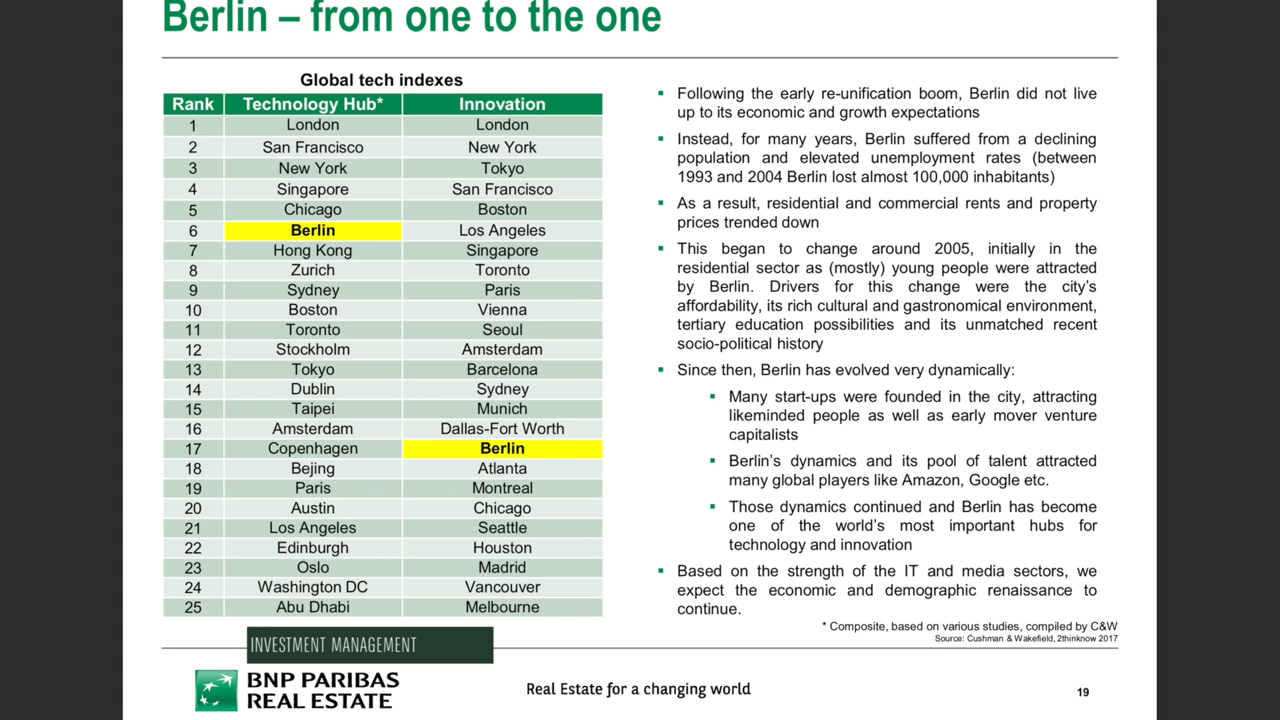 Berlin – from one to the one
Global tech indexes
Rank Technology Hub* Innovation
1 London London
2 San Francisco New York
3 New York Tokyo
4 Singapore San Francisco
5 Chicago Boston
6 Berlin Los Angeles
7 Hong Kong Singapore
8 Zurich Toronto
9 Sydney Paris
10 Boston Vienna
11 Toronto Seoul
12 Stockholm Amsterdam
13 Tokyo Barcelona
14 Dublin Sydney
15 Taipei Munich
16 Amsterdam Dallas-Fort Worth
17 Copenhagen Berlin
18 Bejing Atlanta
19 Paris Montreal
20 Austin Chicago
21 Los Angeles Seattle
22 Edinburgh Houston
23 Oslo Madrid
24 Washington DC Vancouver
25 Abu Dhabi Melbourne
▪ Following the early re-unification boom, Berlin did not live
up to its economic and growth expectations
▪ Instead, for many years, Berlin suffered from a declining
population and elevated unemployment rates (between
1993 and 2004 Berlin lost almost 100,000 inhabitants)
▪ As a result, residential and commercial rents and property
prices trended down
▪ This began to change around 2005, initially in the
residential sector as (mostly) young people were attracted
by Berlin. Drivers for this change were the city's
affordability, its rich cultural and gastronomical environment,
tertiary education possibilities and its unmatched recent
socio-political history
▪ Since then, Berlin has evolved very dynamically:
▪ Many start-ups were founded in the city, attracting
likeminded people as well as early mover venture
capitalists
▪ Berlin's dynamics and its pool of talent attracted
many global players like Amazon, Google etc.
▪ Those dynamics continued and Berlin has become
one of the world's most important hubs for
technology and innovation
▪ Based on the strength of the IT and media sectors, we
expect the economic and demographic renaissance to
continue.
* Composite, based on various studies, compiled by C&W
Source: Cushman & Wakefield, 2thinknow 2017
INVESTMENT MANAGEMENT
BNP PARIBAS
REAL ESTATE
Real Estate for a changing world
19